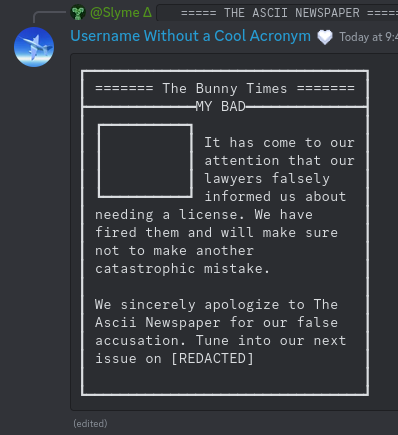 @Slyme Δ ===== THE ASCII NEWSPAPER =====
Username Without a Cool Acronym Today at 9:4
======= The Bunny Times =======
MY BAD
It has come to our
attention that our
lawyers falsely
informed us about
needing a license. We have
fired them and will make sure
not to make another
catastrophic mistake.
We sincerely apologize to The
Ascii Newspaper for our false
accusation. Tune into our next
issue on [REDACTED]
(edited)